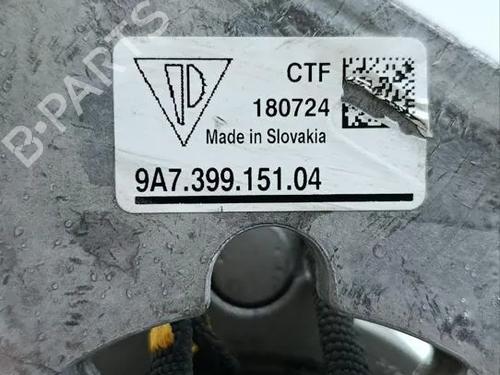 CTF
180724
Made in Slovakia
9A7.399.151.04
B-PARTS